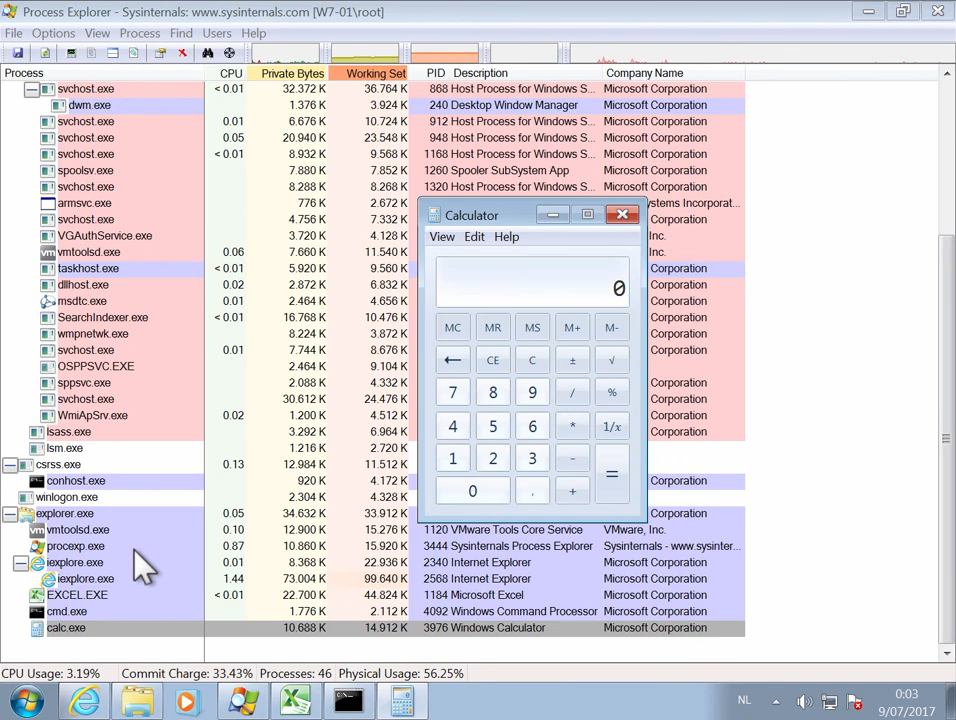 Process Explorer - Sysinternals: www.sysinternals.com [W7-01\root]
File Options View Process Find Users Help
Process CPU Private Bytes Working Set PID Description Company Name
svchost.exe < 0.01 32.372 K 36.764 K 868 Host Process for Windows S... Microsoft Corporation
dwm.exe 1.376 K 3.924 K 240 Desktop Window Manager Microsoft Corporation
svchost.exe 0.01 6.676 K 10.724 K 912 Host Process for Windows S... Microsoft Corporation
svchost.exe 0.05 20.940 K 23.548 K 948 Host Process for Windows S... Microsoft Corporation
svchost.exe < 0.01 8.932 K 9.568 K 1168 Host Process for Windows S... Microsoft Corporation
spoolsv.exe 7.880 K 7.852 K 1260 Spooler SubSystem App Microsoft Corporation
svchost.exe 8.288 K 8.268 K 1320 Host Process for Windows S... Microsoft Corporation
armsvc.exe 776 K 2.672 K ystems Incorporat...
svchost.exe 4.756 K 7.332 K Corporation
VGAuthService.exe 3.720 K 4.128 K Inc.
vmtoolsd.exe 0.06 7.660 K 11.540 K Inc.
taskhost.exe < 0.01 5.920 K 9.560 K Corporation
dllhost.exe 0.02 2.872 K 6.832 K Corporation
msdtc.exe 0.01 2.464 K 4.656 K Corporation
SearchIndexer.exe < 0.01 16.768 K 10.476 K Corporation
wmpnetwk.exe 8.224 K 3.872 K Corporation
svchost.exe 0.01 7.744 K 8.676 K Corporation
OSPPSVC.EXE 2.464 K 9.104 K
sppsvc.exe 2.088 K 4.332 K Corporation
svchost.exe 30.612 K 24.476 K Corporation
WmiApSrv.exe 0.02 1.200 K 4.512 K Corporation
lsass.exe 3.292 K 6.964 K Corporation
lsm.exe 1.216 K 2.720 K
csrss.exe 0.13 12.984 K 11.512 K
conhost.exe 920 K 4.172 K Corporation
winlogon.exe 2.304 K 4.328 K
explorer.exe 0.05 34.632 K 33.912 K Corporation
vmtoolsd.exe 0.10 12.900 K 15.276 K 1120 VMware Tools Core Service VMware, Inc.
procexp.exe 0.87 10.860 K 15.920 K 3444 Sysinternals Process Explorer Sysinternals - www.sysinter...
iexplore.exe 0.01 8.368 K 22.936 K 2340 Internet Explorer Microsoft Corporation
iexplore.exe 1.44 73.004 K 99.640 K 2568 Internet Explorer Microsoft Corporation
EXCEL.EXE < 0.01 22.700 K 44.824 K 1184 Microsoft Excel Microsoft Corporation
cmd.exe 1.776 K 2.112 K 4092 Windows Command Processor Microsoft Corporation
calc.exe 10.688 K 14.912 K 3976 Windows Calculator Microsoft Corporation
Calculator
View Edit Help
0
MC MR MS M+ M-
← CE C ± √
7 8 9 / %
4 5 6 * 1/x
1 2 3 - =
0 , +
CPU Usage: 3.19% Commit Charge: 33.43% Processes: 46 Physical Usage: 56.25%
NL
0:03
9/07/2017